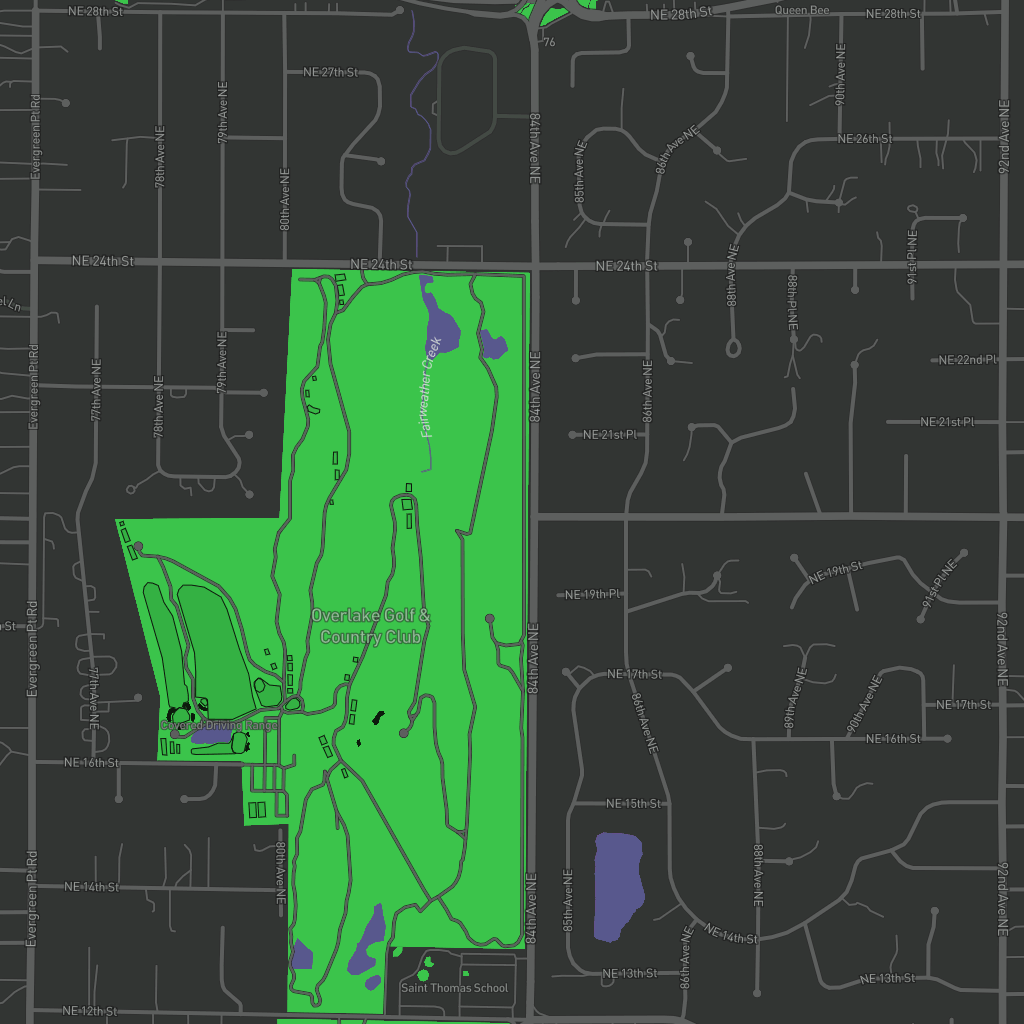 NE 28th St
NE 28th St
Queen Bee
NE 28th St
76
NE 27th St
Evergreen Pt Rd
78th Ave NE
79th Ave NE
80th Ave NE
84th Ave NE
85th Ave NE
86th Ave NE
90th Ave NE
NE 26th St
92nd Ave NE
NE 24th St
NE 24th St
NE 24th St
88th Ave NE
88th Pl NE
91st Pl NE
el Ln
Evergreen Pt Rd
77th Ave NE
78th Ave NE
79th Ave NE
Fairweather Creek
84th Ave NE
86th Ave NE
NE 22nd Pl
NE 21st Pl
NE 21st Pl
NE 19th St
91st Pl NE
NE 19th Pl
Overlake Golf &
Country Club
h St
Evergreen Pt Rd
77th Ave NE
84th Ave NE
92nd Ave NE
NE 17th St
86th Ave NE
89th Ave NE
90th Ave NE
NE 17th St
Covered Driving Range
NE 16th St
NE 16th St
NE 15th St
Evergreen Pt Rd
NE 14th St
80th Ave NE
84th Ave NE
85th Ave NE
86th Ave NE
88th Ave NE
92nd Ave NE
NE 14th St
NE 13th St
NE 13th St
Saint Thomas School
NE 12th St